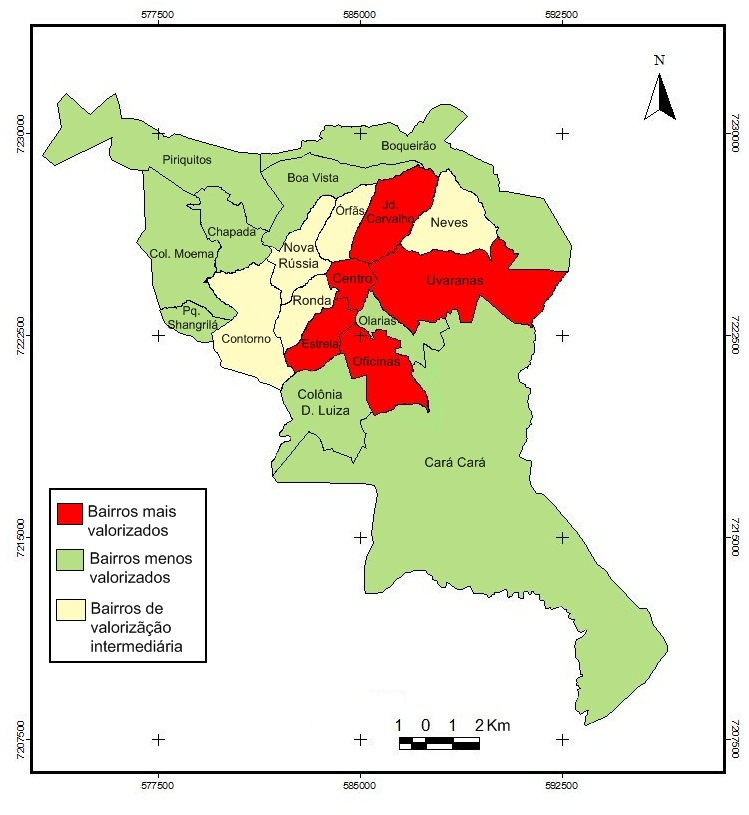 577500 585000 592500
N
7230000 7230000
Boqueirão
Piriquitos
Boa Vista
Órfãs
Jd.
Carvalho
Neves
Chapada
Col. Moema
Nova
Rússia
Centro
Uvaranas
Ronda
Pq.
Shangrilá
Olarias
7222500 7222500
Contorno
Estrela
Oficinas
Colônia
D. Luiza
Cará Cará
Bairros mais
valorizados
7215000 7215000
Bairros menos
valorizados
Bairros de
valorizãção
intermediária
1 0 1 2 Km
7207500 7207500
577500 585000 592500